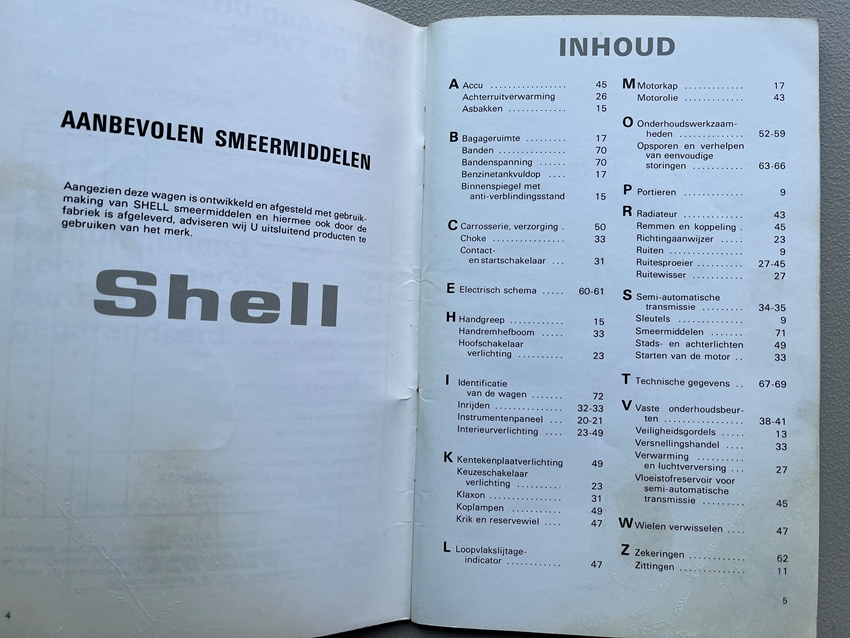 AANBEVOLEN SMEERMIDDELEN
Aangezien deze wagen is ontwikkeld en afgesteld met gebruik-
making van SHELL smeermiddelen en hiermee ook door de
fabriek is afgeleverd, adviseren wij U uitsluitend producten te
gebruiken van het merk.
Shell
4
INHOUD
A Accu ................. 45
Achterruitverwarming 26
Asbakken ............. 15
B Bagageruimte ......... 17
Banden ............... 70
Bandenspanning ...... 70
Benzinetankvuldop .... 17
Binnenspiegel met
anti-verblindingsstand 15
C Carrosserie, verzorging . 50
Choke ................ 33
Contact-
en startschakelaar ... 31
E Electrisch schema ..... 60-61
H Handgreep ............ 15
Handremhefboom ..... 33
Hoofschakelaar
verlichting .......... 23
I Identificatie
van de wagen ....... 72
Inrijden ............... 32-33
Instrumentenpaneel ... 20-21
Interieurverlichting .... 23-49
K Kentekenplaatverlichting 49
Keuzeschakelaar
verlichting .......... 23
Klaxon ............... 31
Koplampen ........... 49
Krik en reservewiel .... 47
L Loopvlakslijtage-
indicator ............ 47
M Motorkap ............. 17
Motorolie ............. 43
O Onderhoudswerkzaam-
heden .............. 52-59
Opsporen en verhelpen
van eenvoudige
storingen ........... 63-66
P Portieren ............ 9
R Radiateur ............. 43
Remmen en koppeling . 45
Richtingaanwijzer ..... 23
Ruiten ................ 9
Ruitesproeier .......... 27-45
Ruitewisser ........... 27
S Semi-automatische
transmissie ......... 34-35
Sleutels .............. 9
Smeermiddelen ....... 71
Stads- en achterlichten 49
Starten van de motor .. 33
T Technische gegevens .. 67-69
V Vaste onderhoudsbeur-
ten ................. 38-41
Veiligheidsgordels ..... 13
Versnellingshandel .... 33
Verwarming ..........
en luchtverversing ... 27
Vloeistofreservoir voor
semi-automatische
transmissie ......... 45
W Wielen verwisselen .... 47
Z Zekeringen ............ 62
Zittingen .............. 11
5